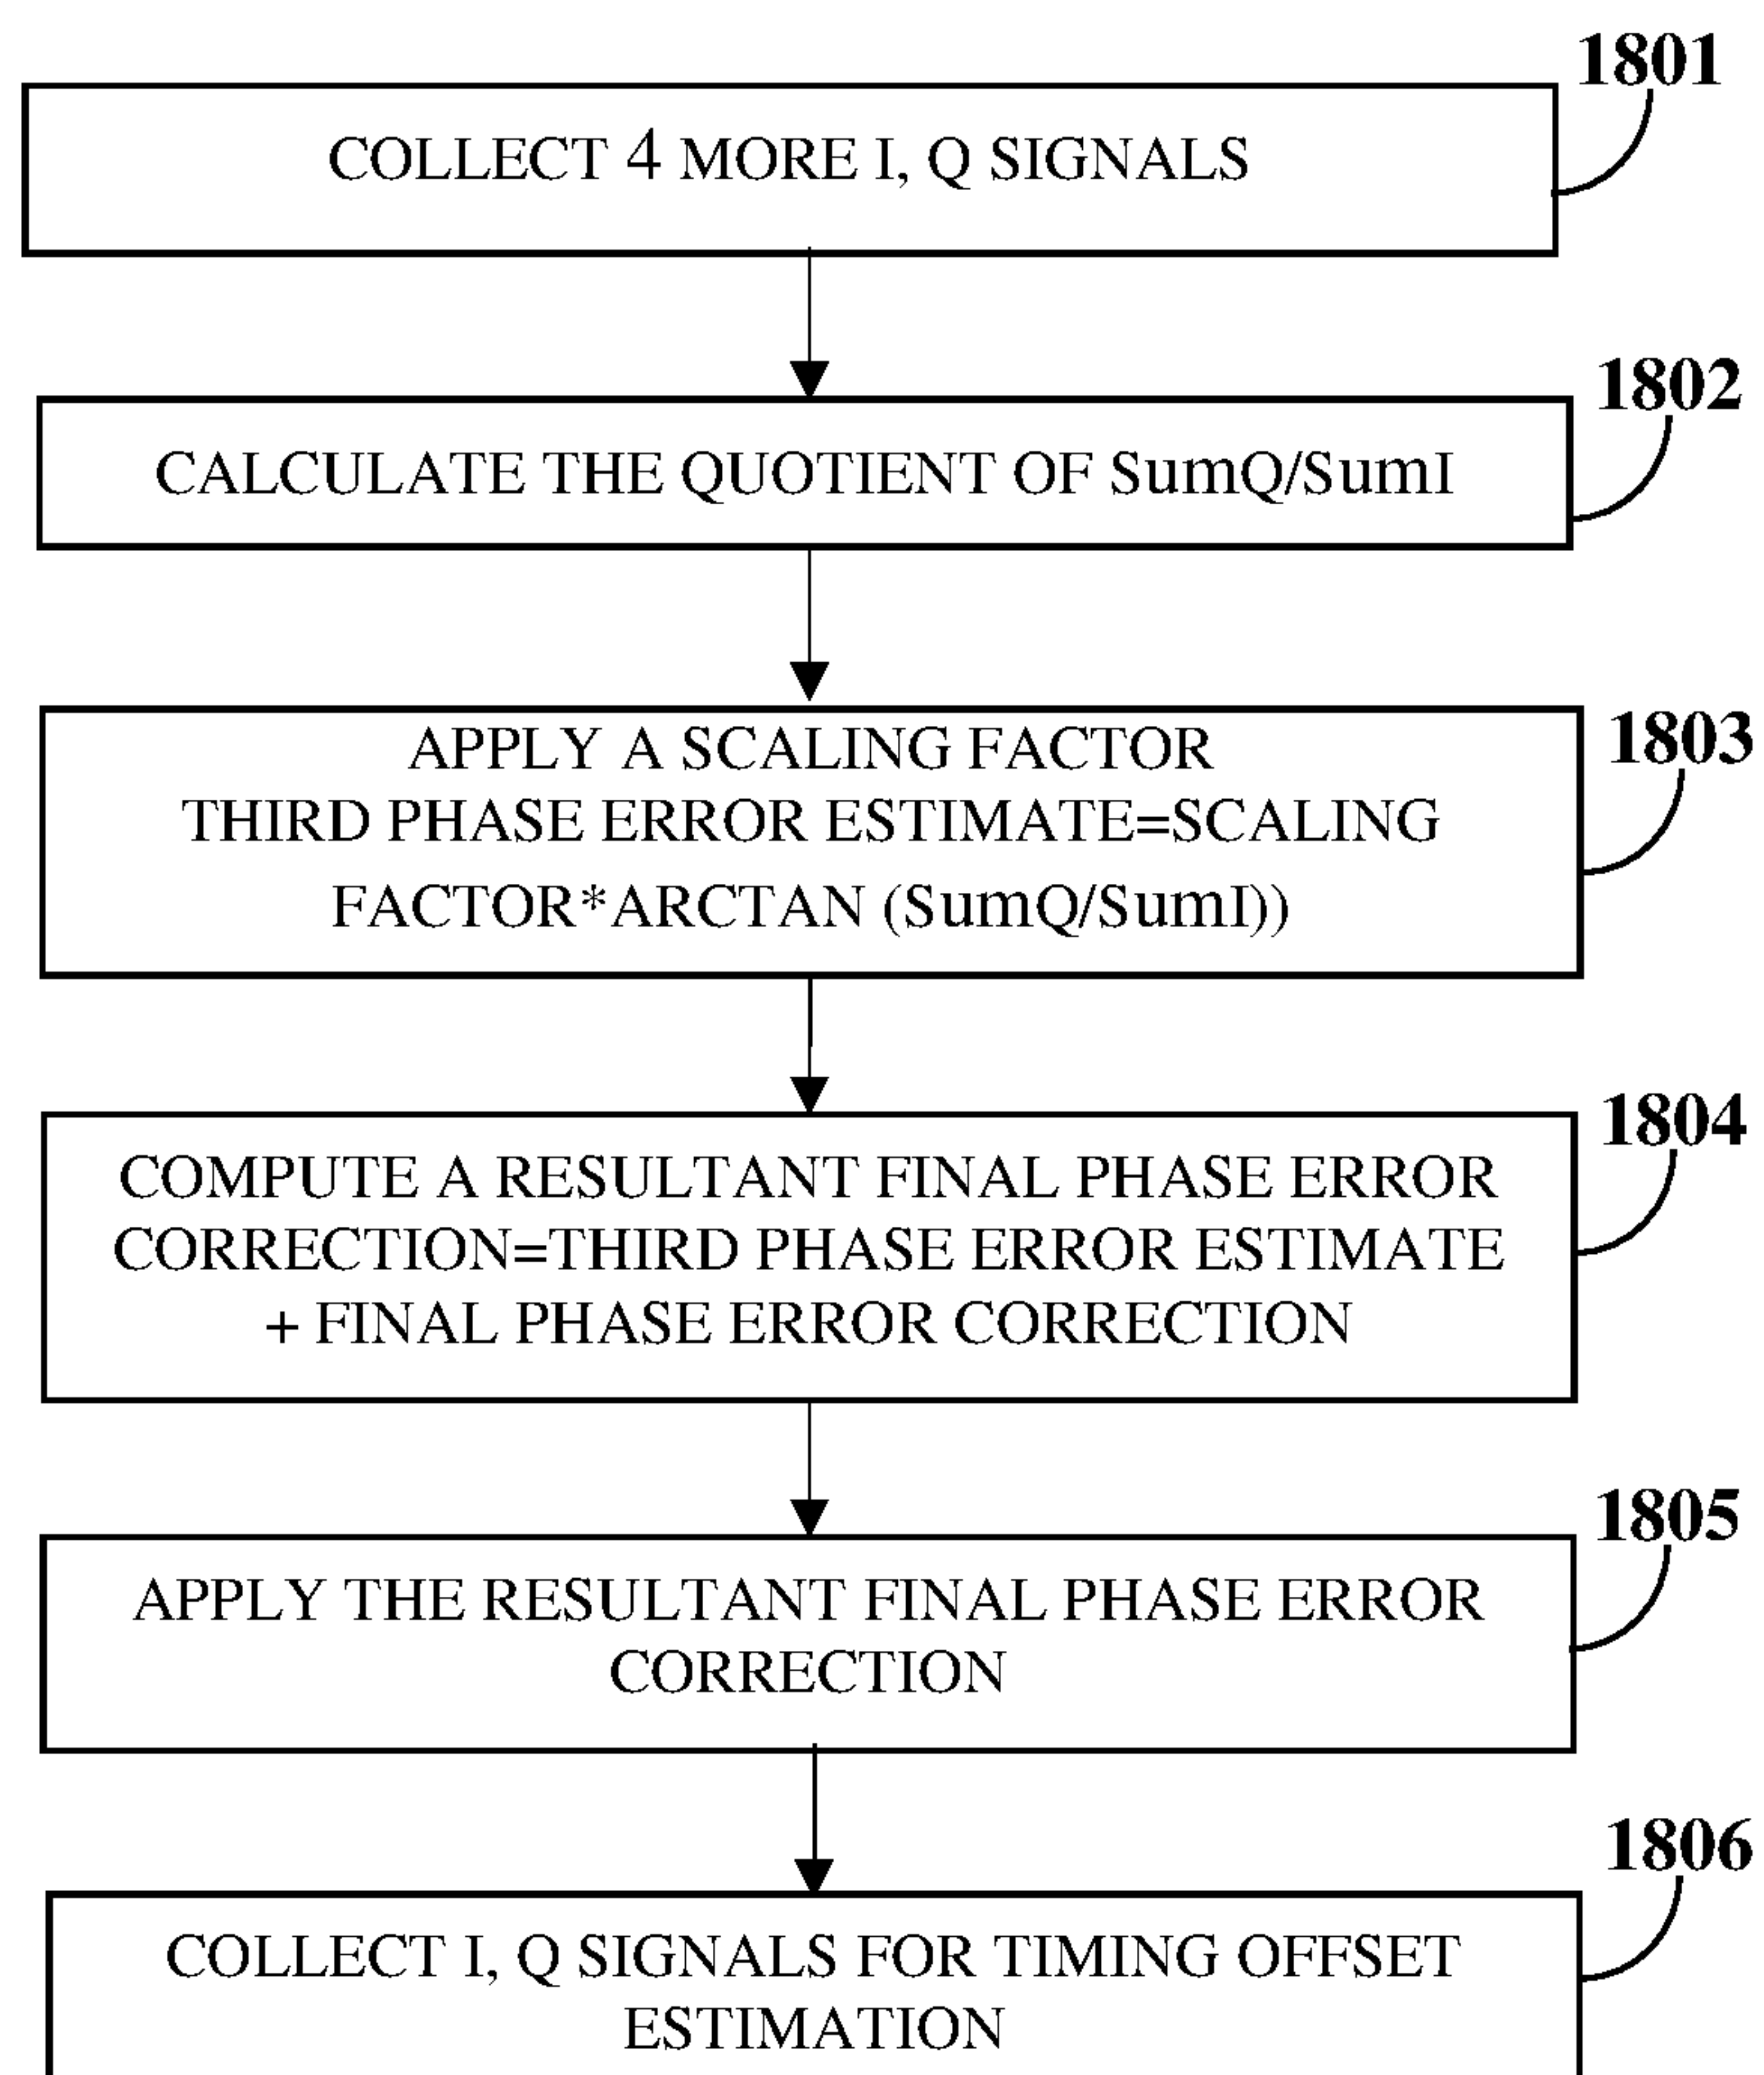 1801
COLLECT 4 MORE I, Q SIGNALS
1802
CALCULATE THE QUOTIENT OF SumQ/SumI
1803
APPLY A SCALING FACTOR
THIRD PHASE ERROR ESTIMATE=SCALING
FACTOR*ARCTAN (SumQ/SumI))
1804
COMPUTE A RESULTANT FINAL PHASE ERROR
CORRECTION=THIRD PHASE ERROR ESTIMATE
+ FINAL PHASE ERROR CORRECTION
1805
APPLY THE RESULTANT FINAL PHASE ERROR
CORRECTION
1806
COLLECT I, Q SIGNALS FOR TIMING OFFSET
ESTIMATION